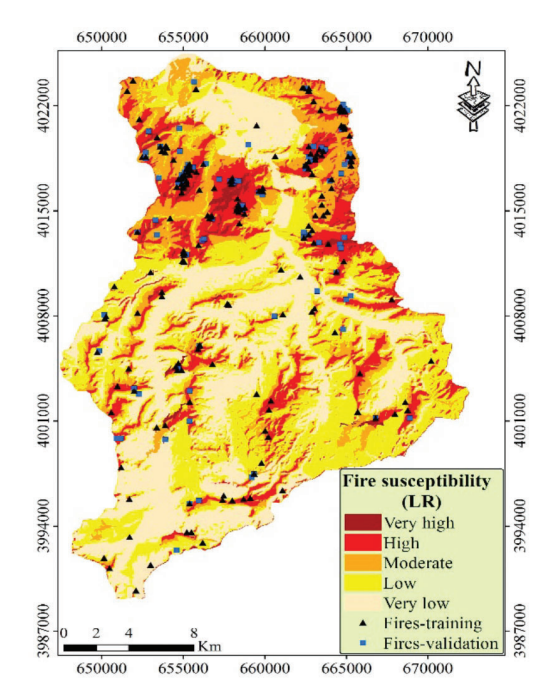 650000 655000 660000 665000 670000
N
4022000 4022000
4015000 4015000
4008000 4008000
4001000 4001000
3994000 3994000
3987000 3987000
Fire susceptibility
(LR)
Very high
High
Moderate
Low
Very low
Fires-training
Fires-validation
0 2 4 8
Km
650000 655000 660000 665000 670000